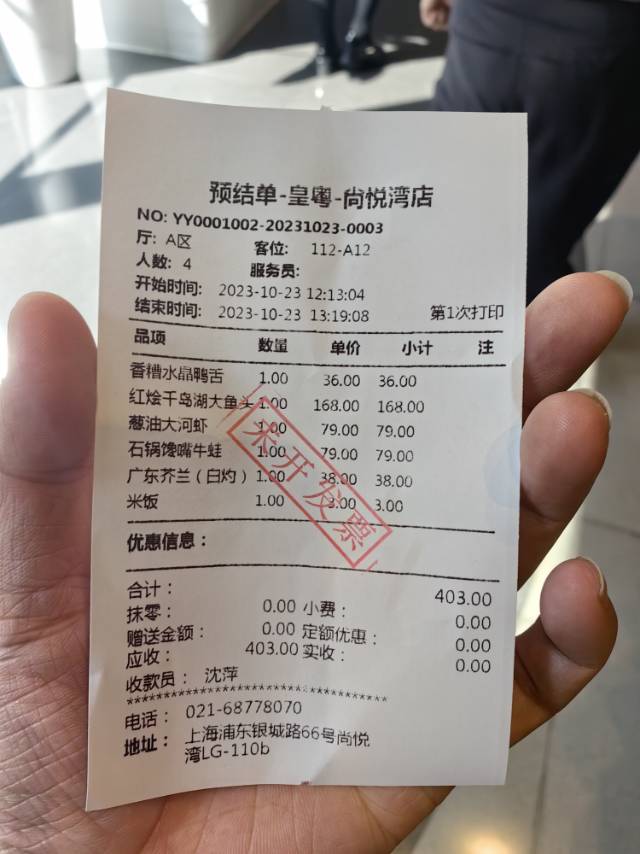 预结单-皇粤-尚悦湾店
NO: YY0001002-20231023-0003
厅: A区 客位: 112-A12
人数: 4 服务员:
开始时间: 2023-10-23 12:13:04
结束时间: 2023-10-23 13:19:08 第1次打印
品项 数量 单价 小计 注
香糟水晶鸭舌 1.00 36.00 36.00
红烩千岛湖大鱼头 1.00 168.00 168.00
葱油大河虾 1.00 79.00 79.00
石锅馋嘴牛蛙 1.00 79.00 79.00
广东芥兰（白灼）1.00 38.00 38.00
米饭 1.00 3.00 3.00
未开发票
优惠信息：
合计： 403.00
抹零： 0.00 小费： 0.00
赠送金额： 0.00 定额优惠： 0.00
应收： 403.00 实收： 0.00
收款员： 沈萍
****************************************
电话： 021-68778070
地址： 上海浦东银城路66号尚悦
湾LG-110b